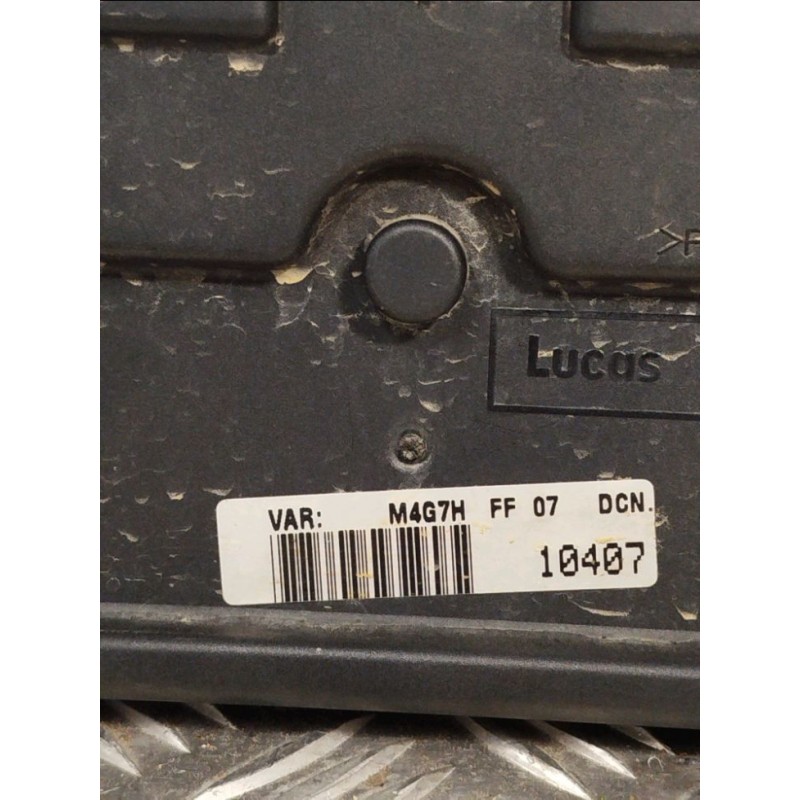 >P
Lucas
VAR: M4G7H FF 07 DCN.
10407